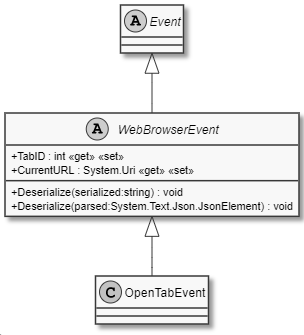 A Event
A WebBrowserEvent
+TabID : int «get» «set»
+CurrentURL : System.Uri «get» «set»
+Deserialize(serialized:string) : void
+Deserialize(parsed:System.Text.Json.JsonElement) : void
C OpenTabEvent